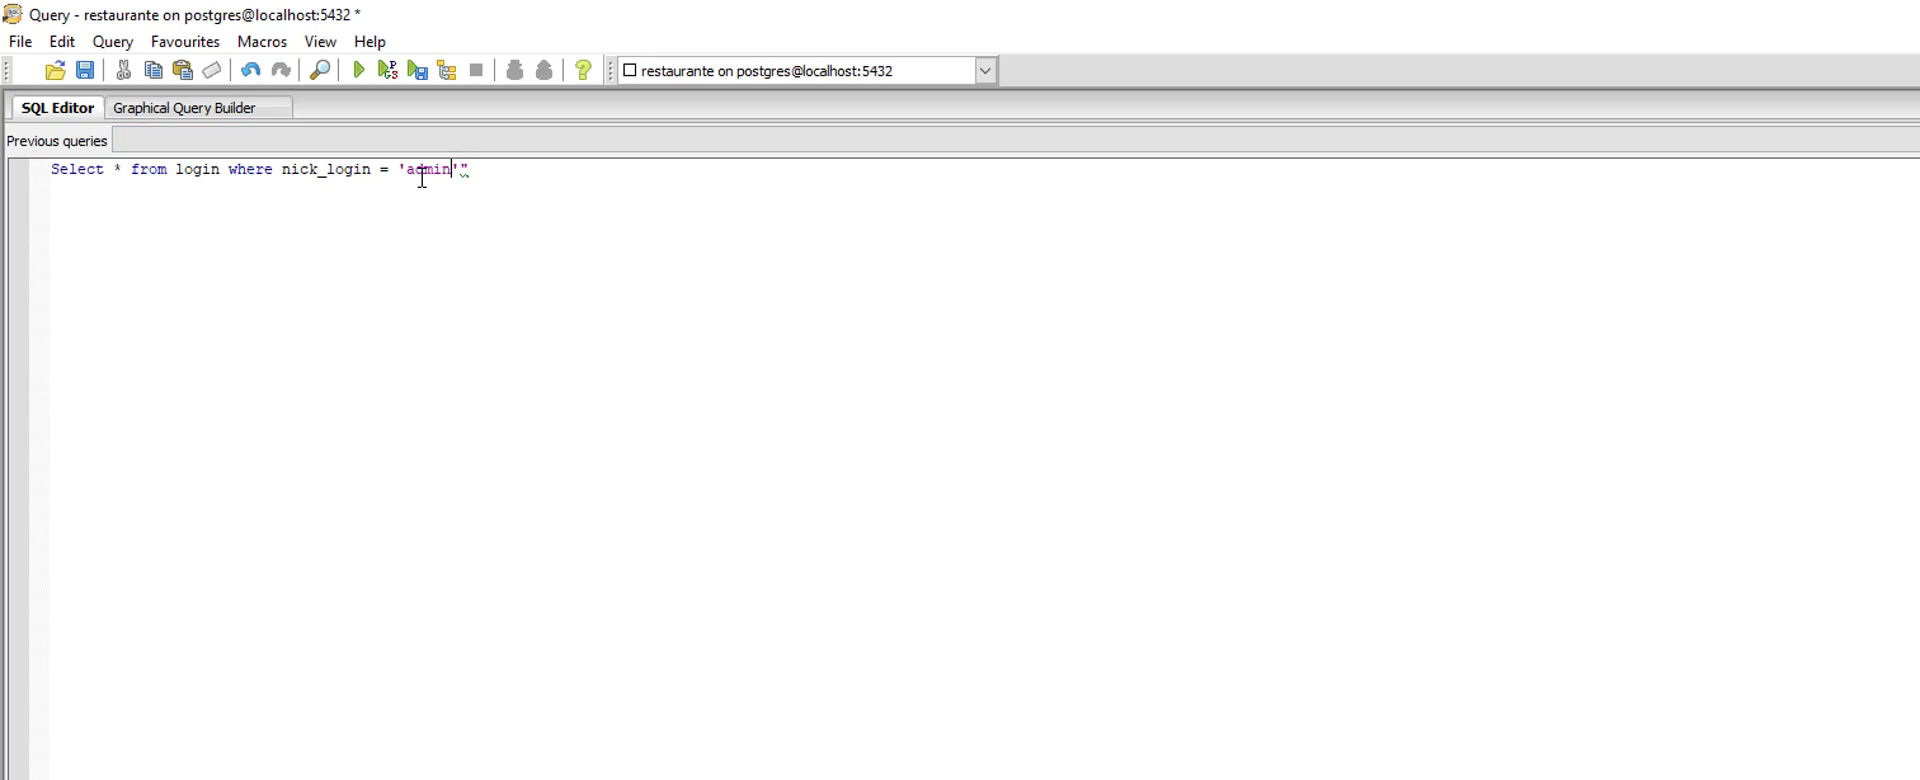 Query - restaurante on postgres@localhost:5432 *
File Edit Query Favourites Macros View Help
restaurante on postgres@localhost:5432
SQL Editor Graphical Query Builder
Previous queries
Select * from login where nick_login = 'admin'"